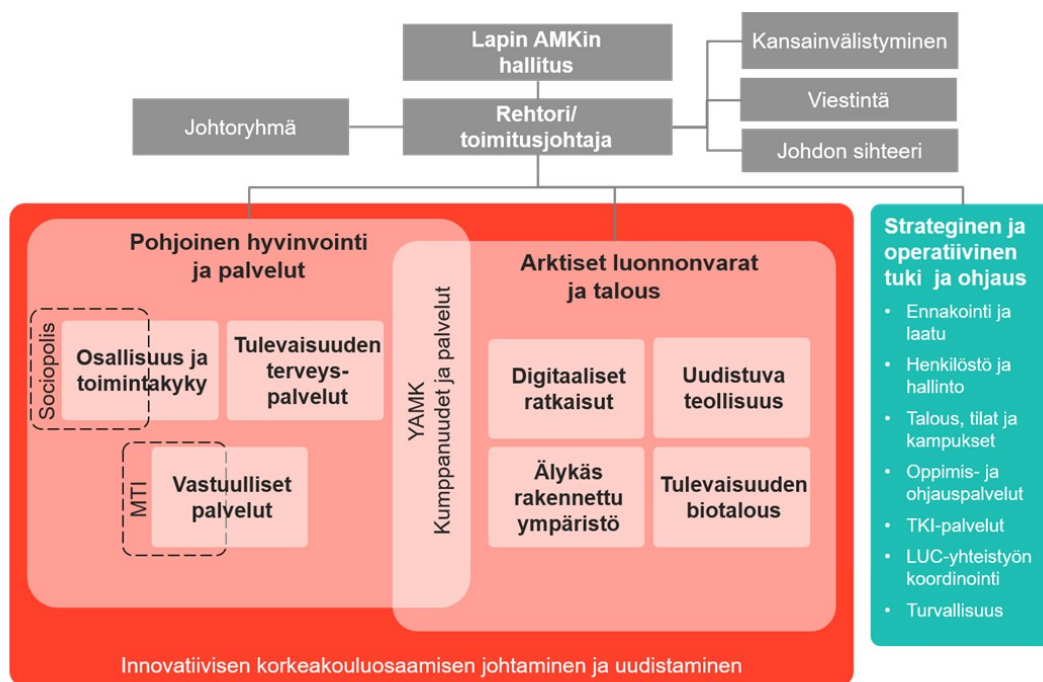 Lapin AMKin
hallitus
Kansainvälistyminen
Viestintä
Johtoryhmä
Rehtori/
toimitusjohtaja
Johdon sihteeri
Pohjoinen hyvinvointi
ja palvelut
Sociopolis
Osallisuus ja
toimintakyky
Tulevaisuuden
terveys-
palvelut
MTI
Vastuulliset
palvelut
YAMK
Kumppanuudet ja palvelut
Arktiset luonnonvarat
ja talous
Digitaaliset
ratkaisut
Uudistuva
teollisuus
Älykäs
rakennettu
ympäristö
Tulevaisuuden
biotalous
Innovatiivisen korkeakouluosaamisen johtaminen ja uudistaminen
Strateginen ja
operatiivinen
tuki ja ohjaus
• Ennakointi ja
laatu
• Henkilöstö ja
hallinto
• Talous, tilat ja
kampukset
• Oppimis- ja
ohjauspalvelut
• TKI-palvelut
• LUC-yhteistyön
koordinointi
• Turvallisuus